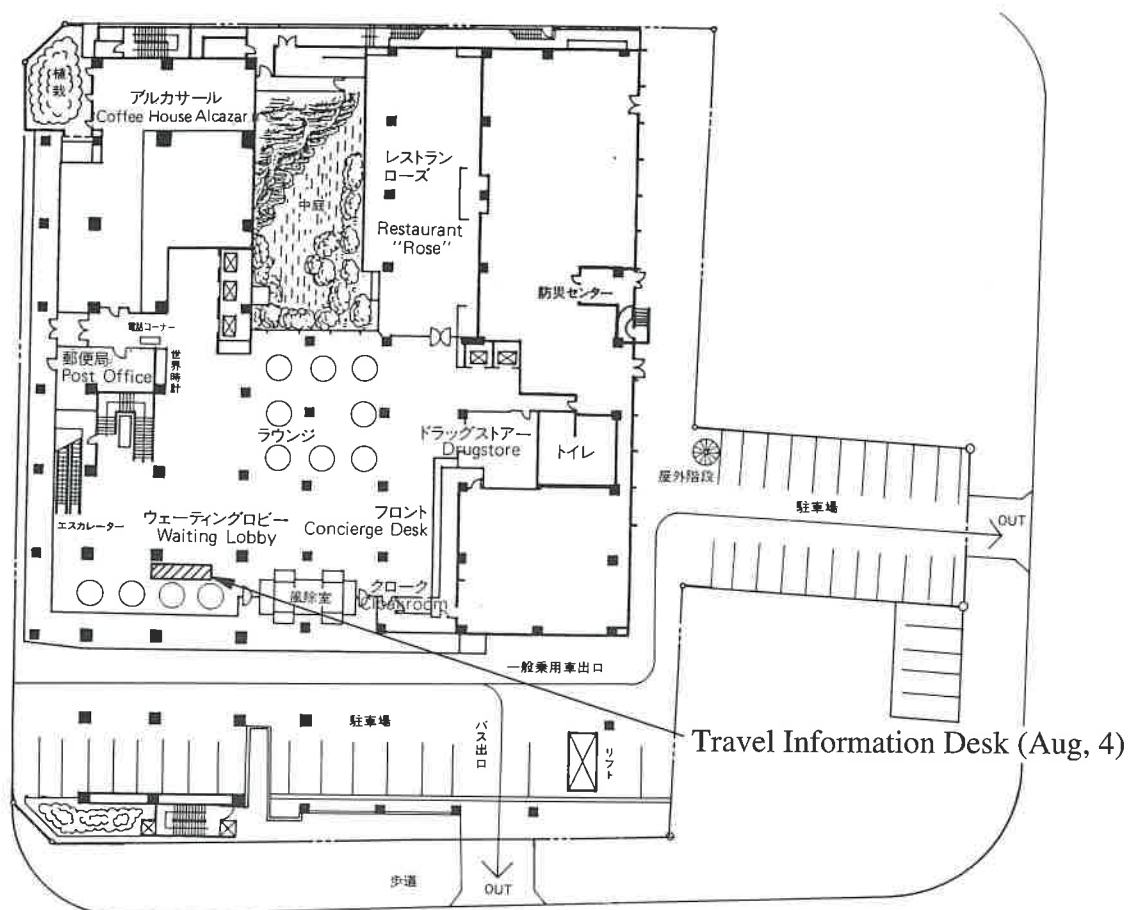 植
栽
アルカサール
Coffee House Alcazar
中庭
レストラン
ローズ
Restaurant
"Rose"
防災センター
電話コーナー
郵便局
Post Office
世界時計
ラウンジ
ドラッグストアー
Drugstore
トイレ
屋外階段
駐車場
OUT
エスカレーター
ウェーティングロビー
Waiting Lobby
フロント
Concierge Desk
風除室
クローク
Cloakroom
一般乗用車出口
駐車場
バス出口
リフト
Travel Information Desk (Aug, 4)
歩道
OUT